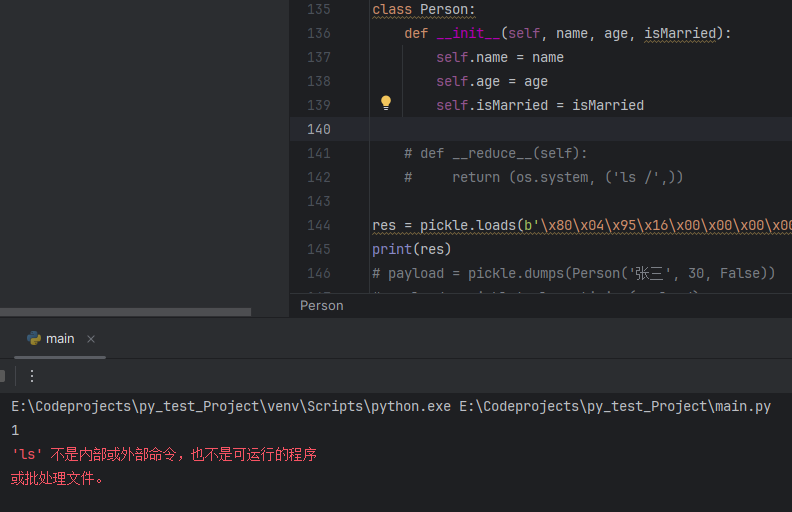 135 class Person:
136 def __init__(self, name, age, isMarried):
137 self.name = name
138 self.age = age
139 self.isMarried = isMarried
140
141 # def __reduce__(self):
142 #     return (os.system, ('ls /',))
143
144 res = pickle.loads(b'\x80\x04\x95\x16\x00\x00\x00\x00
145 print(res)
146 # payload = pickle.dumps(Person('张三', 30, False))
Person
main
E:\Codeprojects\py_test_Project\venv\Scripts\python.exe E:\Codeprojects\py_test_Project\main.py
1
'ls' 不是内部或外部命令，也不是可运行的程序
或批处理文件。